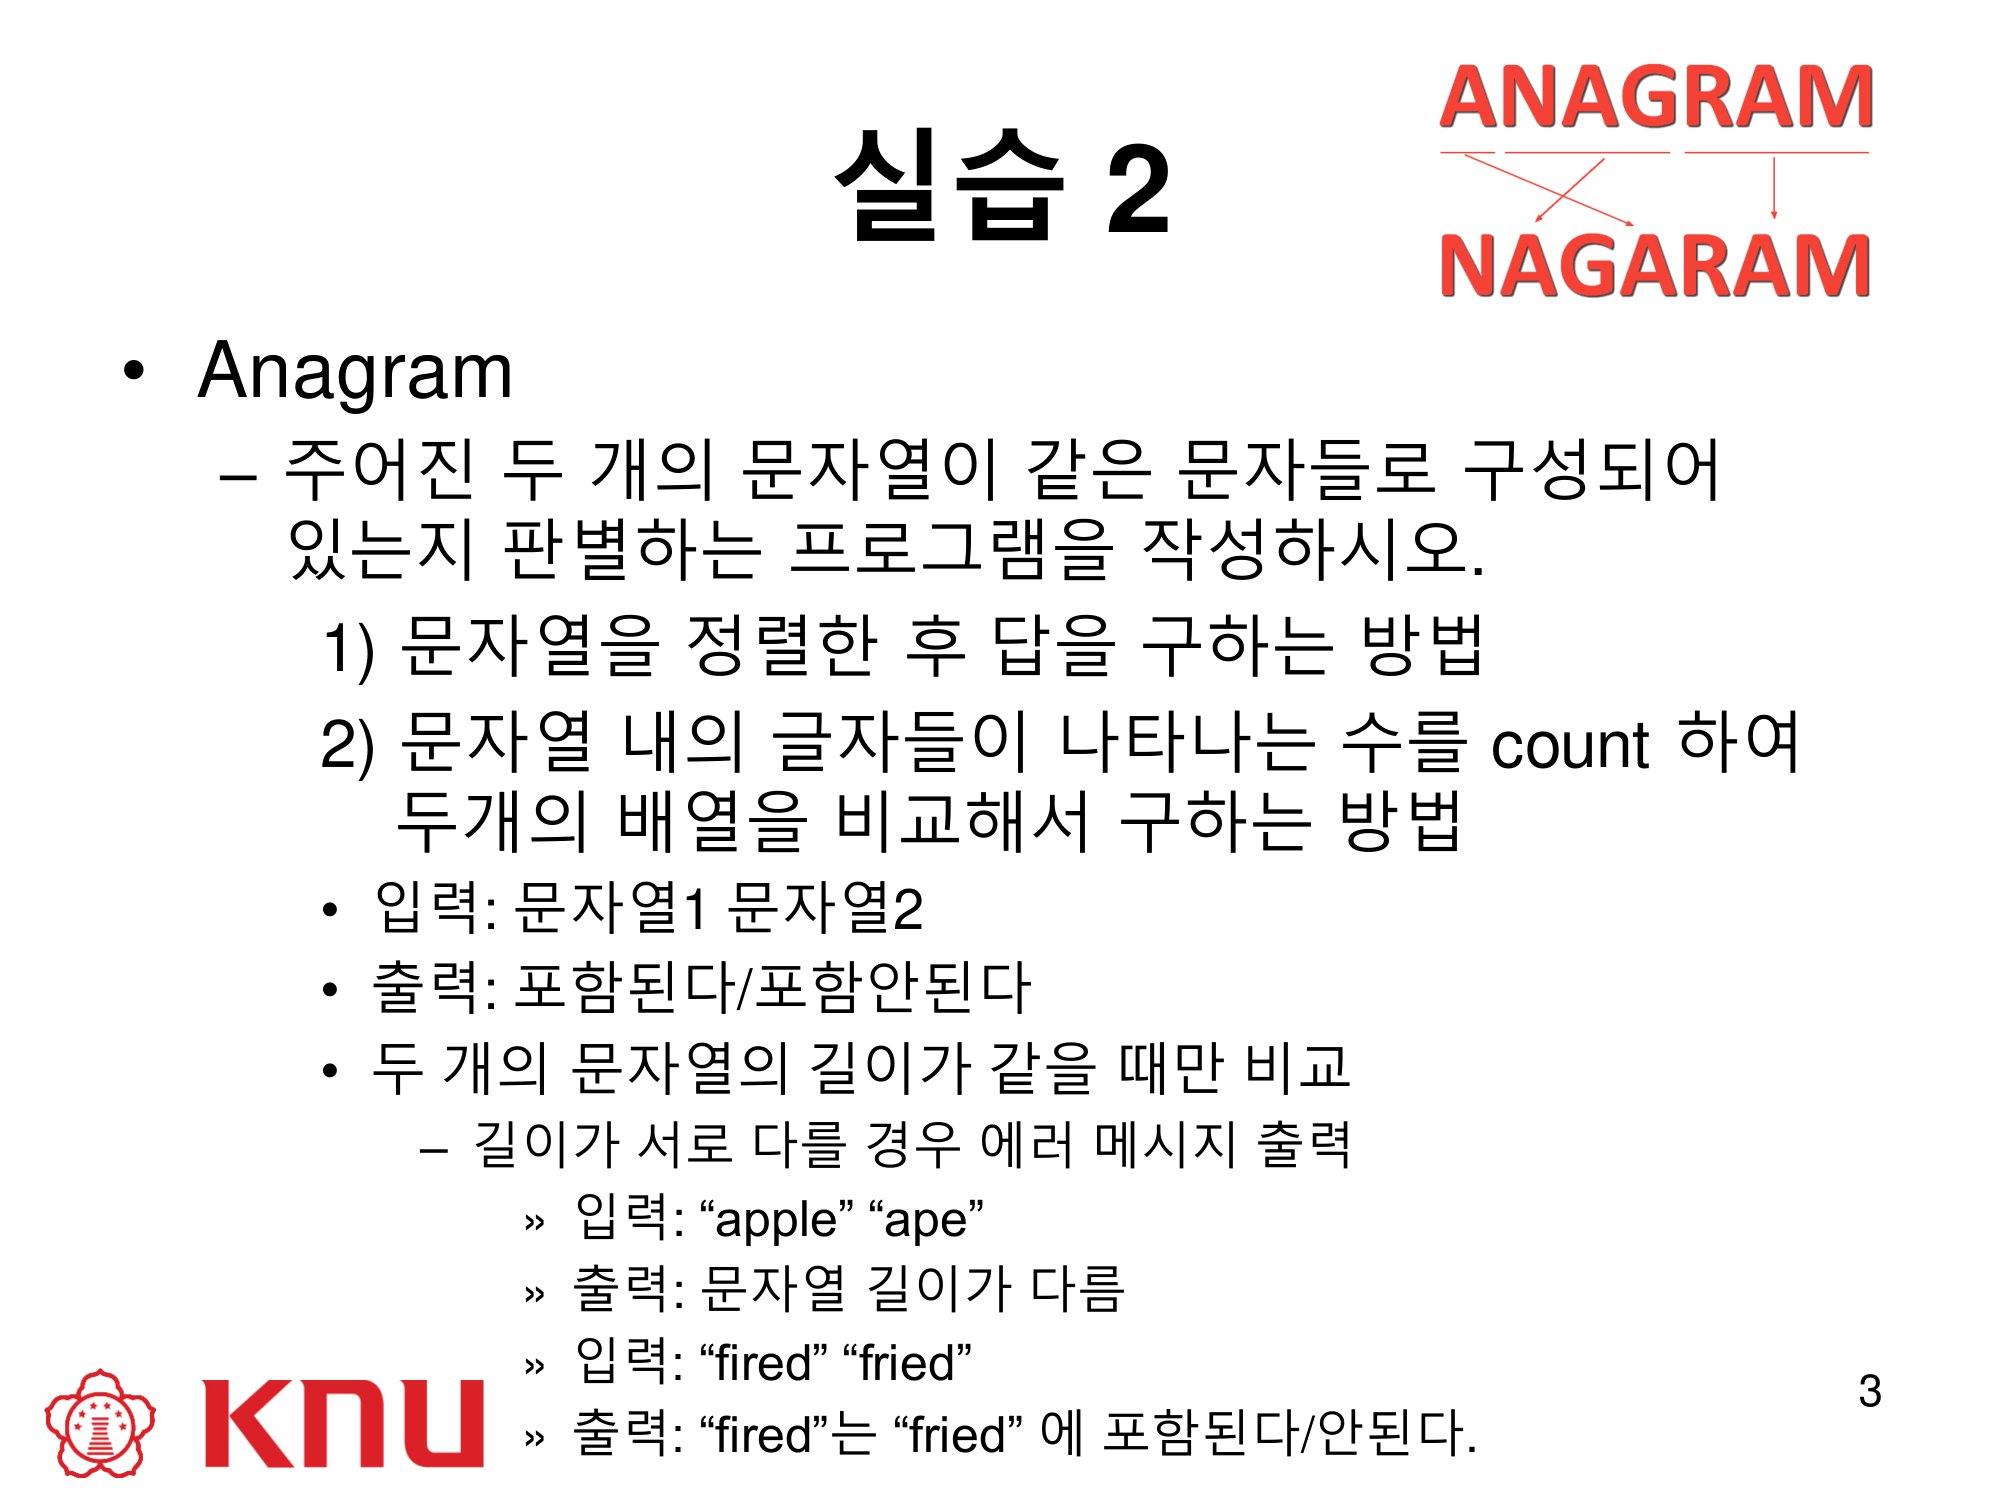 실습 2
ANAGRAM
NAGARAM
• Anagram
– 주어진 두 개의 문자열이 같은 문자들로 구성되어
있는지 판별하는 프로그램을 작성하시오.
1) 문자열을 정렬한 후 답을 구하는 방법
2) 문자열 내의 글자들이 나타나는 수를 count 하여
두개의 배열을 비교해서 구하는 방법
• 입력: 문자열1 문자열2
• 출력: 포함된다/포함안된다
• 두 개의 문자열의 길이가 같을 때만 비교
– 길이가 서로 다를 경우 에러 메시지 출력
» 입력: “apple” “ape”
» 출력: 문자열 길이가 다름
» 입력: “fired” “fried”
» 출력: “fired”는 “fried” 에 포함된다/안된다.
KNU
3